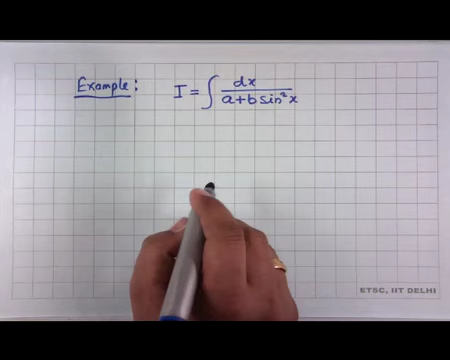 Example: I = ∫ dx / (a + b sin²x)
ETSC, IIT DELHI